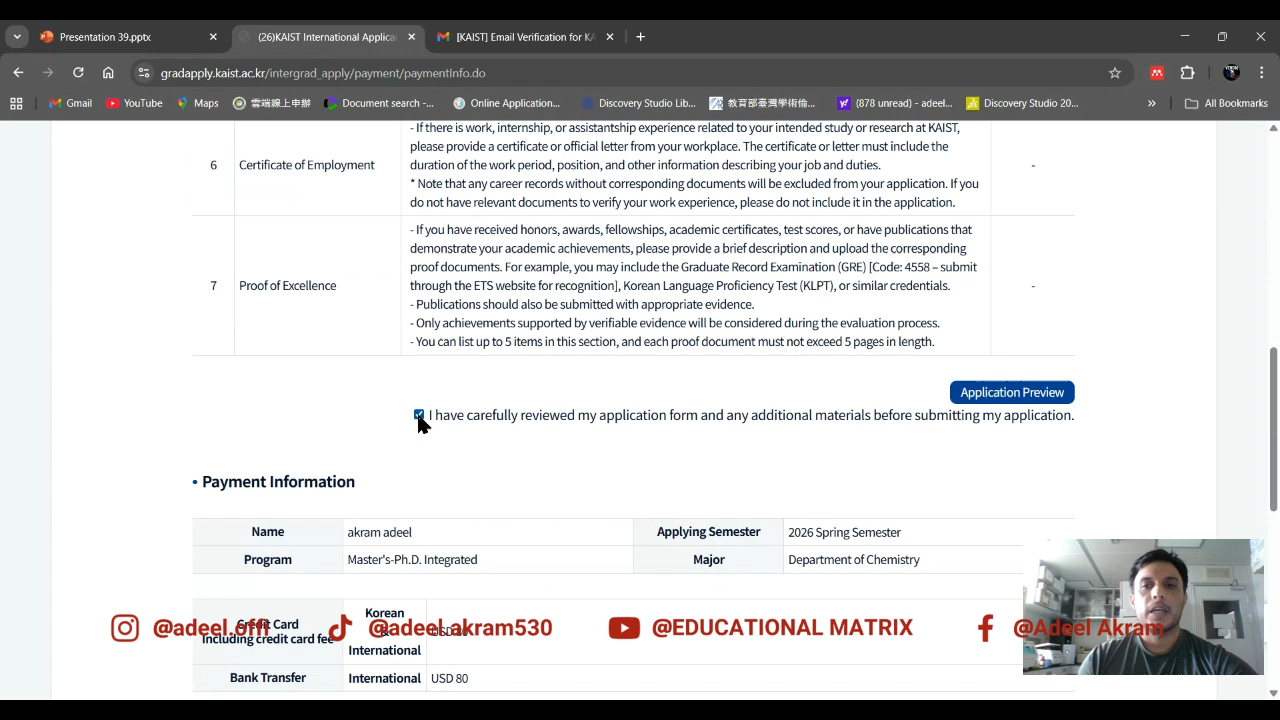 Presentation 39.pptx
(26)KAIST International Applica
[KAIST] Email Verification for KA
gradapply.kaist.ac.kr/intergrad_apply/payment/paymentInfo.do
Gmail
YouTube
Maps
雲端線上申辦
Document search -...
Online Application...
Discovery Studio Lib...
教育部臺灣學術倫...
(878 unread) - adeel...
Discovery Studio 20...
»
All Bookmarks
6
Certificate of Employment
- If there is work, internship, or assistantship experience related to your intended study or research at KAIST,
please provide a certificate or official letter from your workplace. The certificate or letter must include the
duration of the work period, position, and other information describing your job and duties.
* Note that any career records without corresponding documents will be excluded from your application. If you
do not have relevant documents to verify your work experience, please do not include it in the application.
-
7
Proof of Excellence
- If you have received honors, awards, fellowships, academic certificates, test scores, or have publications that
demonstrate your academic achievements, please provide a brief description and upload the corresponding
proof documents. For example, you may include the Graduate Record Examination (GRE) [Code: 4558 – submit
through the ETS website for recognition], Korean Language Proficiency Test (KLPT), or similar credentials.
- Publications should also be submitted with appropriate evidence.
- Only achievements supported by verifiable evidence will be considered during the evaluation process.
- You can list up to 5 items in this section, and each proof document must not exceed 5 pages in length.
-
Application Preview
I have carefully reviewed my application form and any additional materials before submitting my application.
• Payment Information
Name
akram adeel
Applying Semester
2026 Spring Semester
Program
Master's-Ph.D. Integrated
Major
Department of Chemistry
Credit Card
including credit card fee
Korean
&
International
USD
Bank Transfer
International
USD 80
@adeel.6ffi
@adeel.akram530
@EDUCATIONAL MATRIX
@Adeel Akram